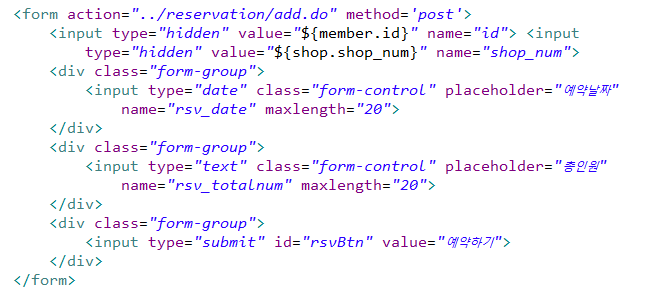 <form action="../reservation/add.do" method='post'>
<input type="hidden" value="${member.id}" name="id"> <input
type="hidden" value="${shop.shop_num}" name="shop_num">
<div class="form-group">
<input type="date" class="form-control" placeholder="예약날짜"
name="rsv_date" maxlength="20">
</div>
<div class="form-group">
<input type="text" class="form-control" placeholder="총인원"
name="rsv_totalnum" maxlength="20">
</div>
<div class="form-group">
<input type="submit" id="rsvBtn" value="예약하기">
</div>
</form>